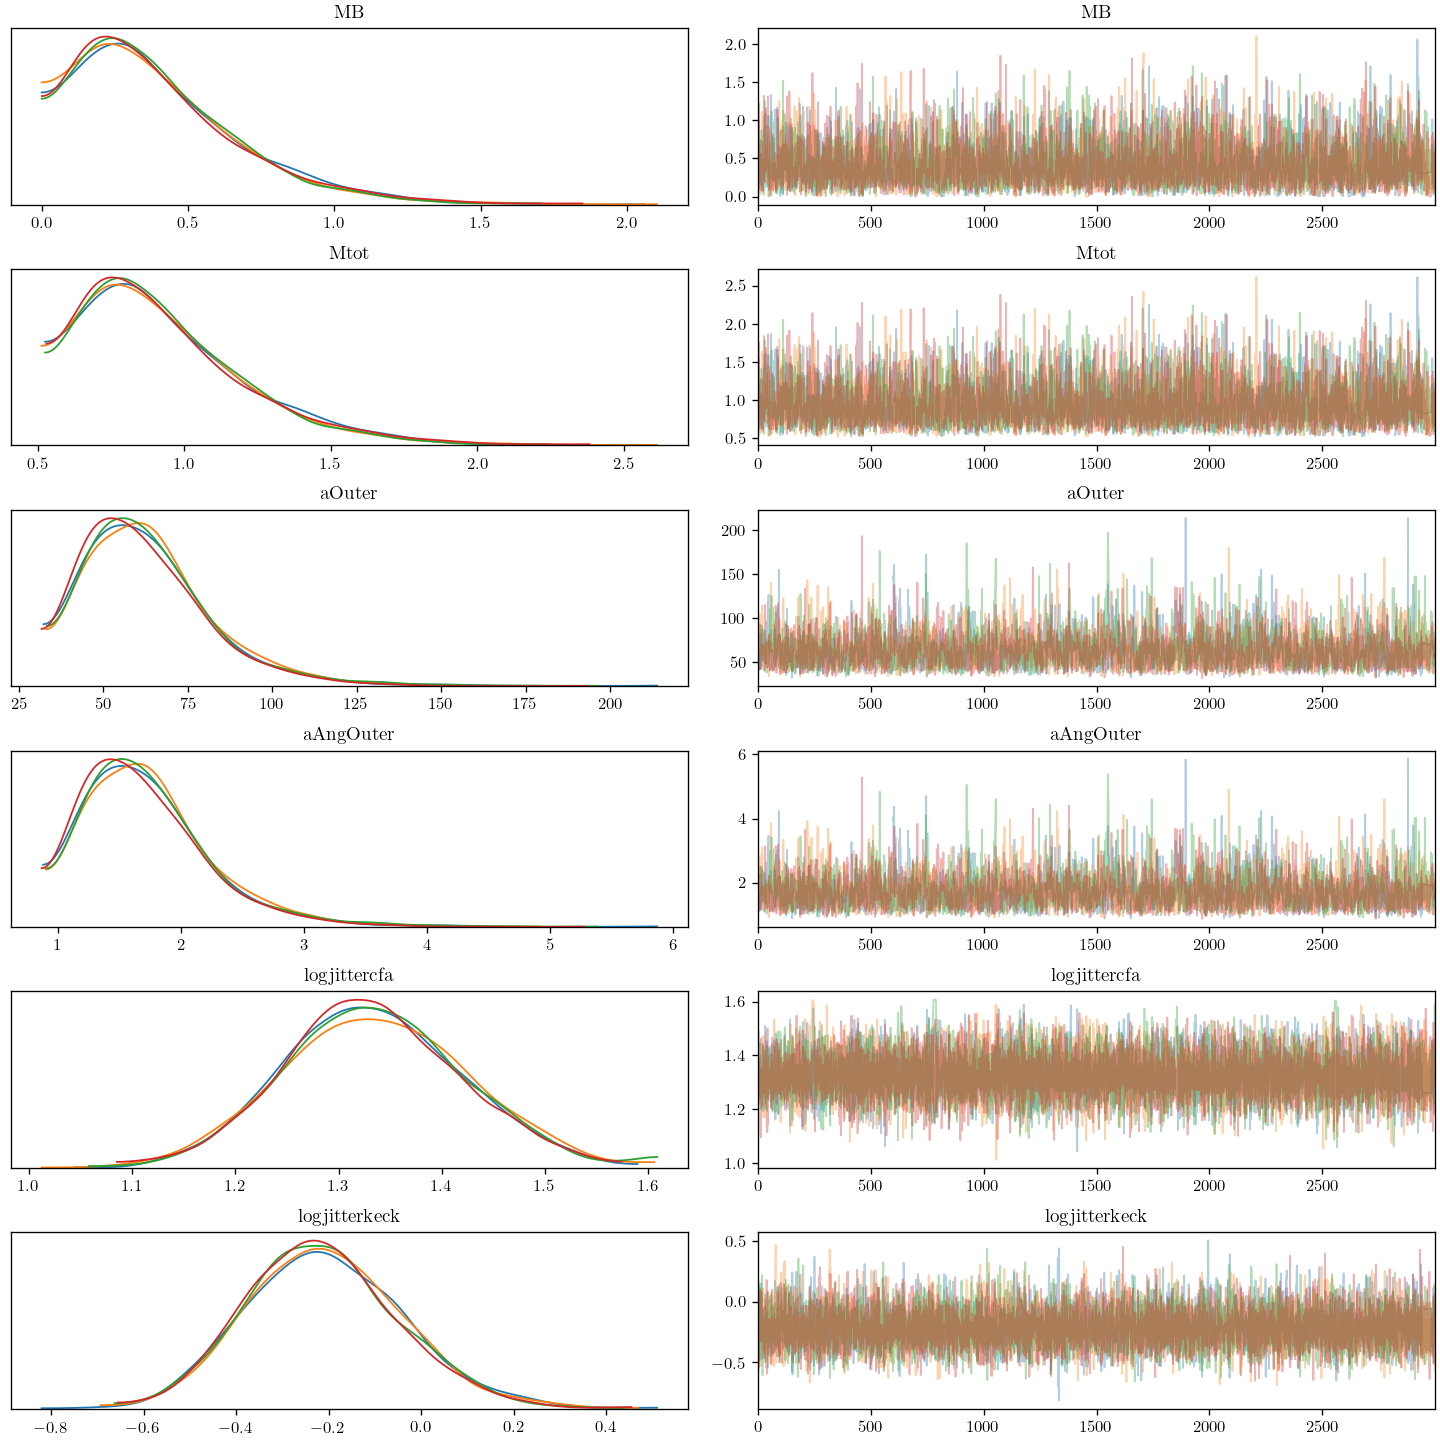 MB MB
2.0
1.5
1.0
0.5
0.0
0.0 0.5 1.0 1.5 2.0 0 500 1000 1500 2000 2500
Mtot Mtot
2.5
2.0
1.5
1.0
0.5
0.5 1.0 1.5 2.0 2.5 0 500 1000 1500 2000 2500
aOuter aOuter
200
150
100
50
25 50 75 100 125 150 175 200 0 500 1000 1500 2000 2500
aAngOuter aAngOuter
6
4
2
1 2 3 4 5 6 0 500 1000 1500 2000 2500
logjittercfa logjittercfa
1.6
1.4
1.2
1.0
1.0 1.1 1.2 1.3 1.4 1.5 1.6 0 500 1000 1500 2000 2500
logjitterkeck logjitterkeck
0.5
0.0
−0.5
−0.8 −0.6 −0.4 −0.2 0.0 0.2 0.4 0 500 1000 1500 2000 2500